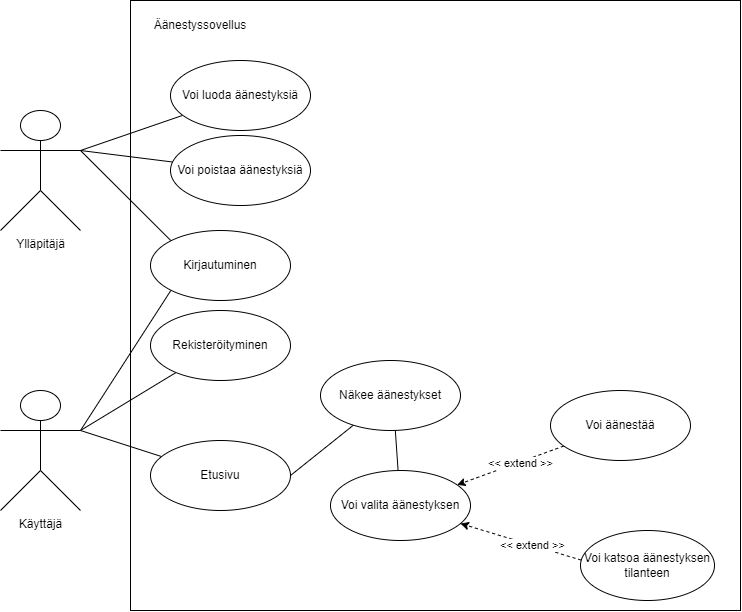 Äänestyssovellus
Voi luoda äänestyksiä
Voi poistaa äänestyksiä
Ylläpitäjä
Kirjautuminen
Rekisteröityminen
Näkee äänestykset
Voi äänestää
<< extend >>
Etusivu
Voi valita äänestyksen
Käyttäjä
<< extend >>
Voi katsoa äänestyksen
tilanteen